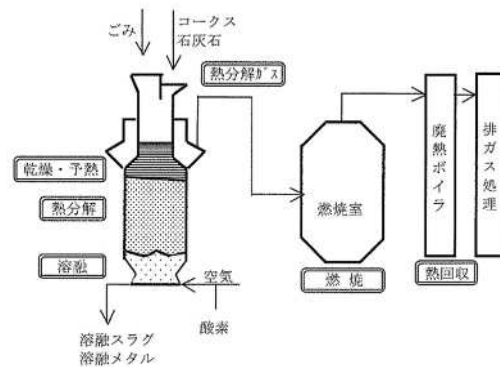 ごみ
コークス
石灰石
熱分解ｶﾞｽ
乾燥・予熱
熱分解
溶融
空気
酸素
溶融スラグ
溶融メタル
燃焼室
燃焼
廃熱ボイラ
熱回収
排ガス処理